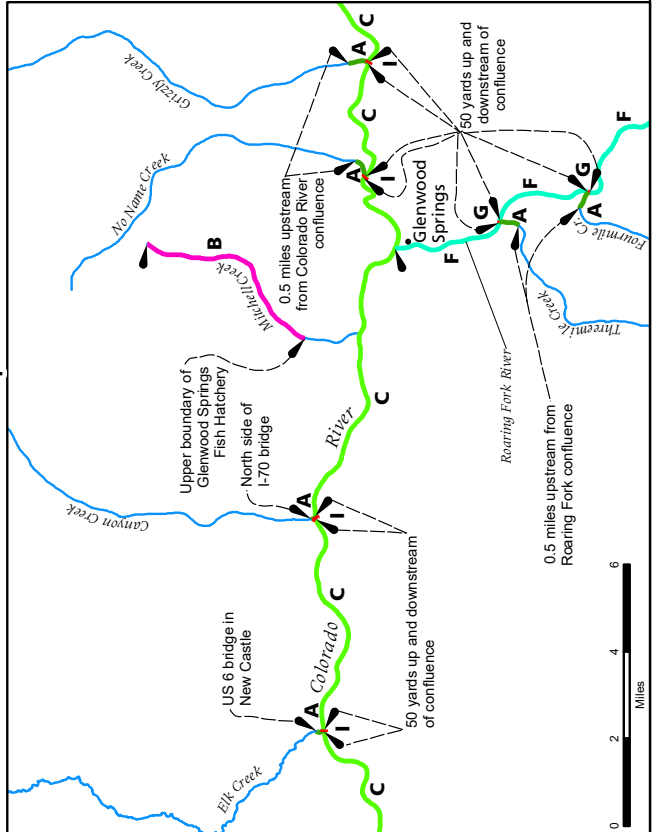 C
A
I
Grizzly Creek
C
50 yards up and
downstream of
confluence
F
No Name Creek
A
I
0.5 miles upstream
from Colorado River
confluence
Glenwood
Springs
G
F
G
A
A
Fourmile Cr.
B
Mitchell Creek
F
Threemile Creek
Upper boundary of
Glenwood Springs
Fish Hatchery
C
Roaring Fork River
North side of
I-70 bridge
River
0.5 miles upstream from
Roaring Fork confluence
Canyon Creek
A
I
C
50 yards up and downstream
of confluence
US 6 bridge in
New Castle
Colorado
A
I
Elk Creek
C
0 2 4 6
Miles